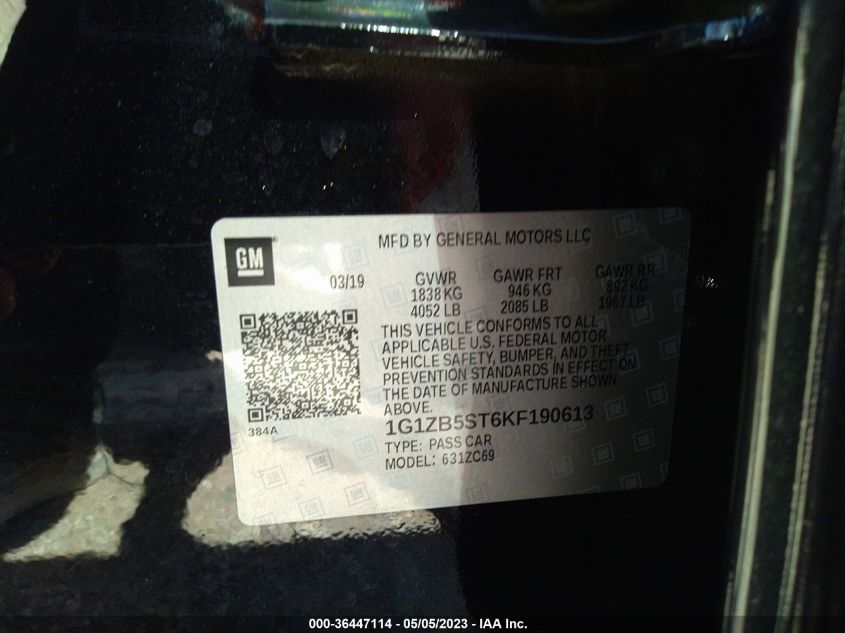 GM
MFD BY GENERAL MOTORS LLC
03/19
GVWR GAWR FRT GAWR RR
1838 KG 946 KG 892 KG
4052 LB 2085 LB 1967 LB
THIS VEHICLE CONFORMS TO ALL
APPLICABLE U.S. FEDERAL MOTOR
VEHICLE SAFETY, BUMPER, AND THEFT
PREVENTION STANDARDS IN EFFECT ON
THE DATE OF MANUFACTURE SHOWN
ABOVE.
384A
1G1ZB5ST6KF190613
TYPE: PASS CAR
MODEL: 631ZC69
000-36447114 - 05/05/2023 - IAA Inc.